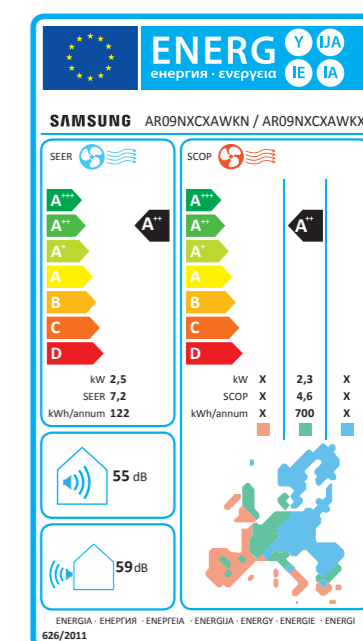 ENERG Y IJA
енергия · ενεργεια IE IA
SAMSUNG AR09NXCXAWKN / AR09NXCXAWKX
SEER SCOP
A+++ A+++
A++ A++ A++ A++
A+ A+
A A
B B
C C
D D
kW 2,5 kW X 2,3 X
SEER 7,2 SCOP X 4,6 X
kWh/annum 122 kWh/annum X 700 X
55 dB
59 dB
ENERGIA · ЕНЕРГИЯ · ΕΝΕΡΓΕΙΑ · ENERGIJA · ENERGY · ENERGIE · ENERGI
626/2011